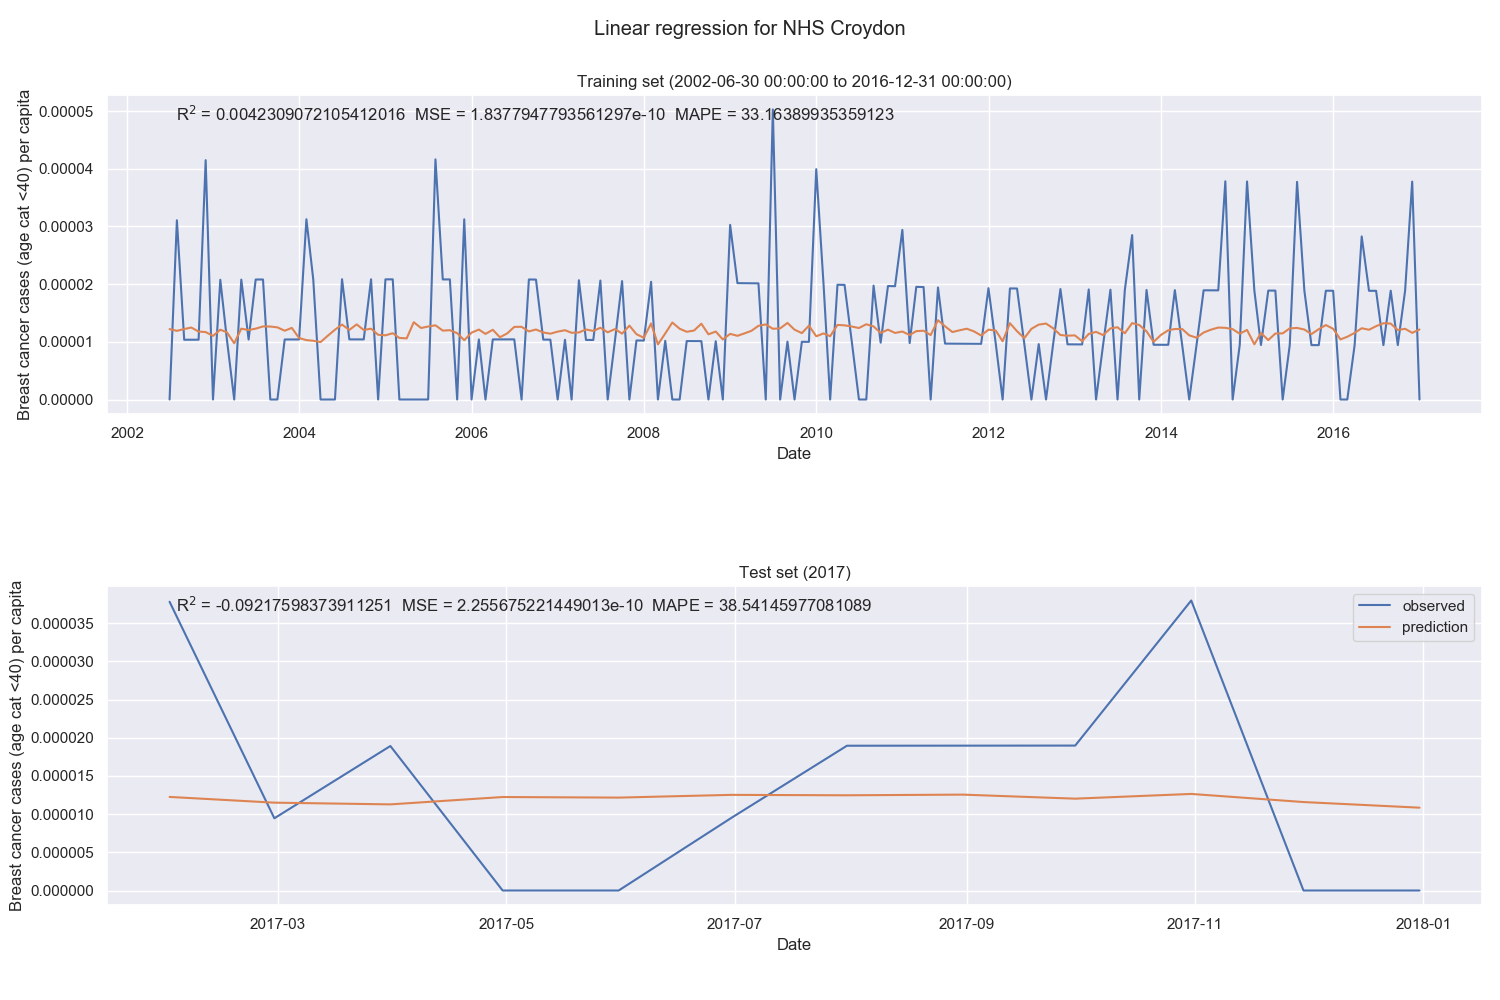 Linear regression for NHS Croydon
Training set (2002-06-30 00:00:00 to 2016-12-31 00:00:00)
R² = 0.0042309072105412016 MSE = 1.8377947793561297e-10 MAPE = 33.16389935359123
Breast cancer cases (age cat <40) per capita
0.00005
0.00004
0.00003
0.00002
0.00001
0.00000
2002 2004 2006 2008 2010 2012 2014 2016
Date
Test set (2017)
R² = -0.09217598373911251 MSE = 2.255675221449013e-10 MAPE = 38.54145977081089
observed
prediction
Breast cancer cases (age cat <40) per capita
0.000035
0.000030
0.000025
0.000020
0.000015
0.000010
0.000005
0.000000
2017-03 2017-05 2017-07 2017-09 2017-11 2018-01
Date